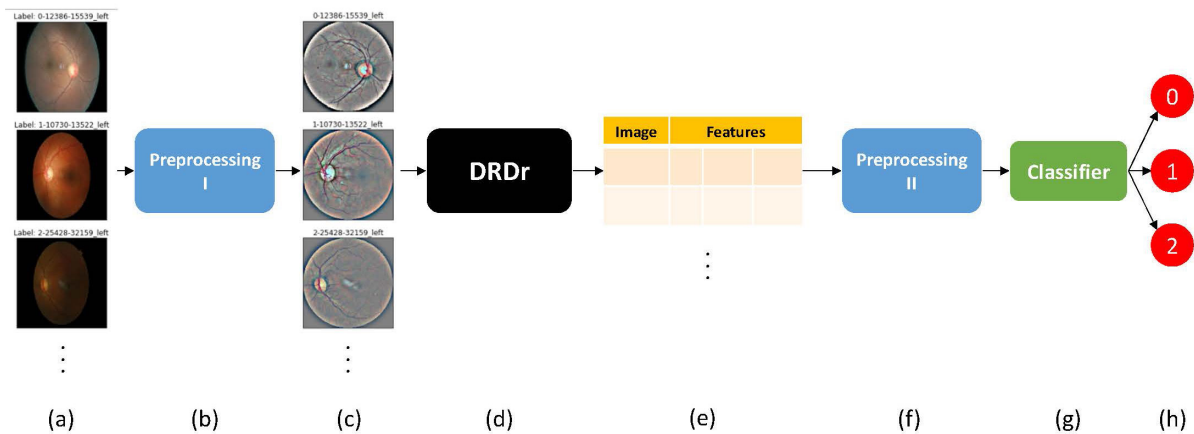 Label: 0-12386-15539_left
0-12386-15539_left
Label: 1-10730-13522_left
1-10730-13522_left
Label: 2-25428-32159_left
2-25428-32159_left
Preprocessing
I
DRDr
Image Features
Preprocessing
II
Classifier
0
1
2
(a) (b) (c) (d) (e) (f) (g) (h)